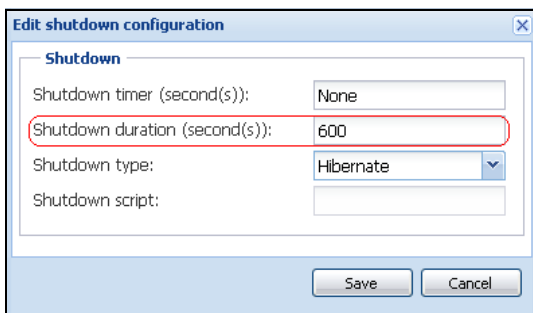 Edit shutdown configuration
Shutdown
Shutdown timer (second(s)): None
Shutdown duration (second(s)): 600
Shutdown type: Hibernate
Shutdown script:
Save Cancel